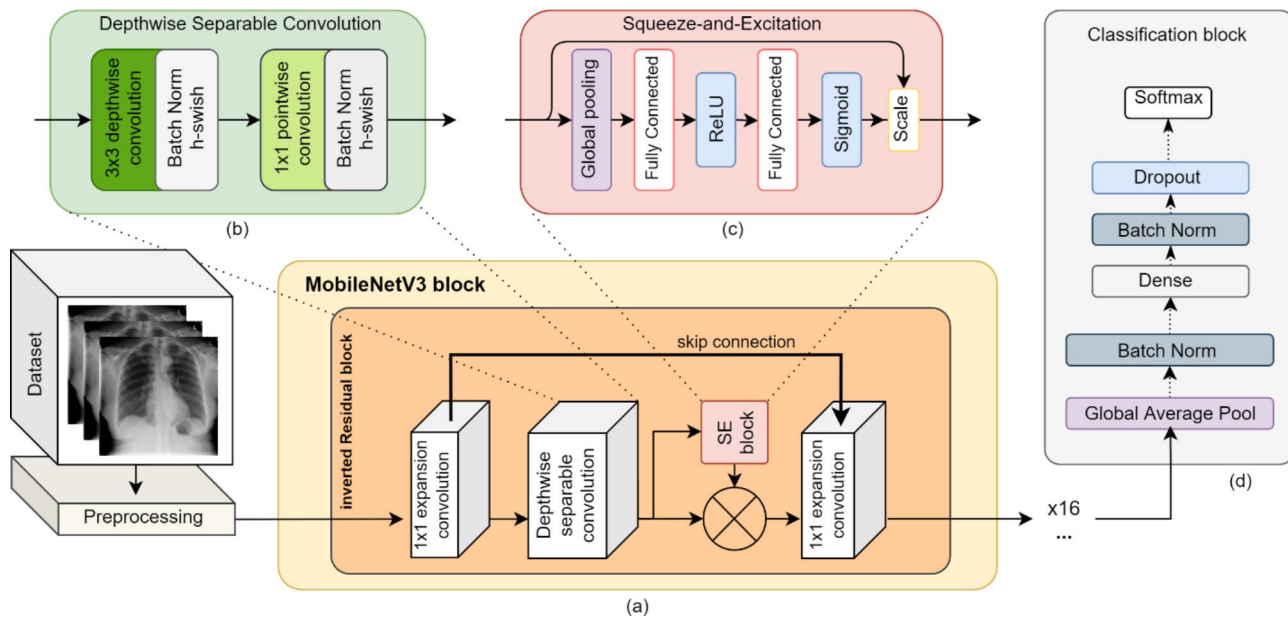 Depthwise Separable Convolution
3x3 depthwise
convolution
Batch Norm
h-swish
1x1 pointwise
convolution
Batch Norm
h-swish
(b)
Squeeze-and-Excitation
Global pooling
Fully Connected
ReLU
Fully Connected
Sigmoid
Scale
(c)
Classification block
Softmax
Dropout
Batch Norm
Dense
Batch Norm
Global Average Pool
(d)
Dataset
Preprocessing
MobileNetV3 block
inverted Residual block
skip connection
1x1 expansion
convolution
Depthwise
separable
convolution
SE
block
1x1 expansion
convolution
x16
...
(a)